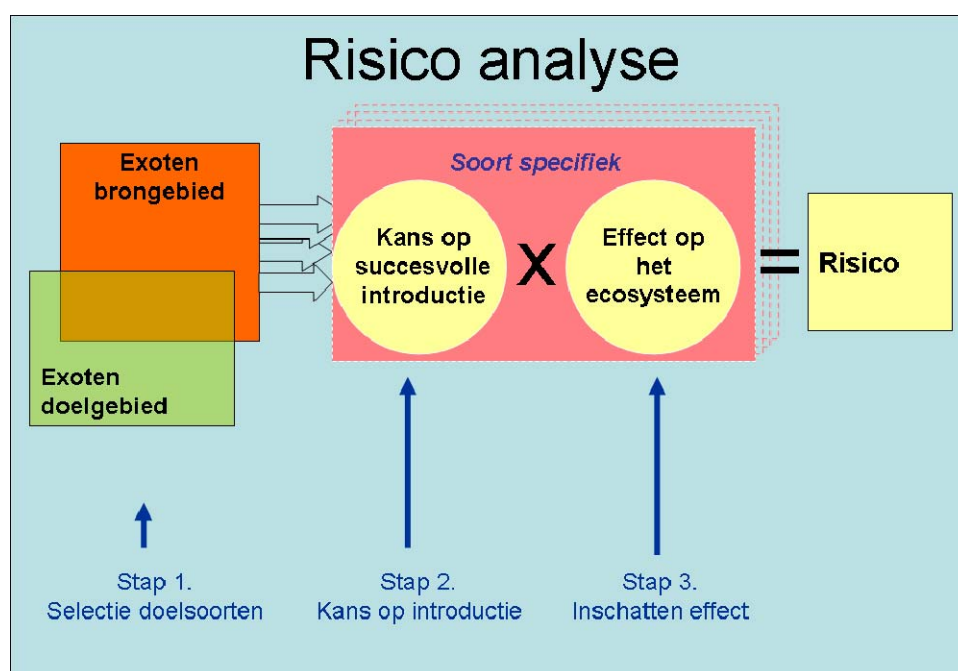 Risico analyse
Exoten
brongebied
Exoten
doelgebied
Soort specifiek
Kans op
succesvolle
introductie
X
Effect op
het
ecosysteem
=
Risico
Stap 1.
Selectie doelsoorten
Stap 2.
Kans op introductie
Stap 3.
Inschatten effect